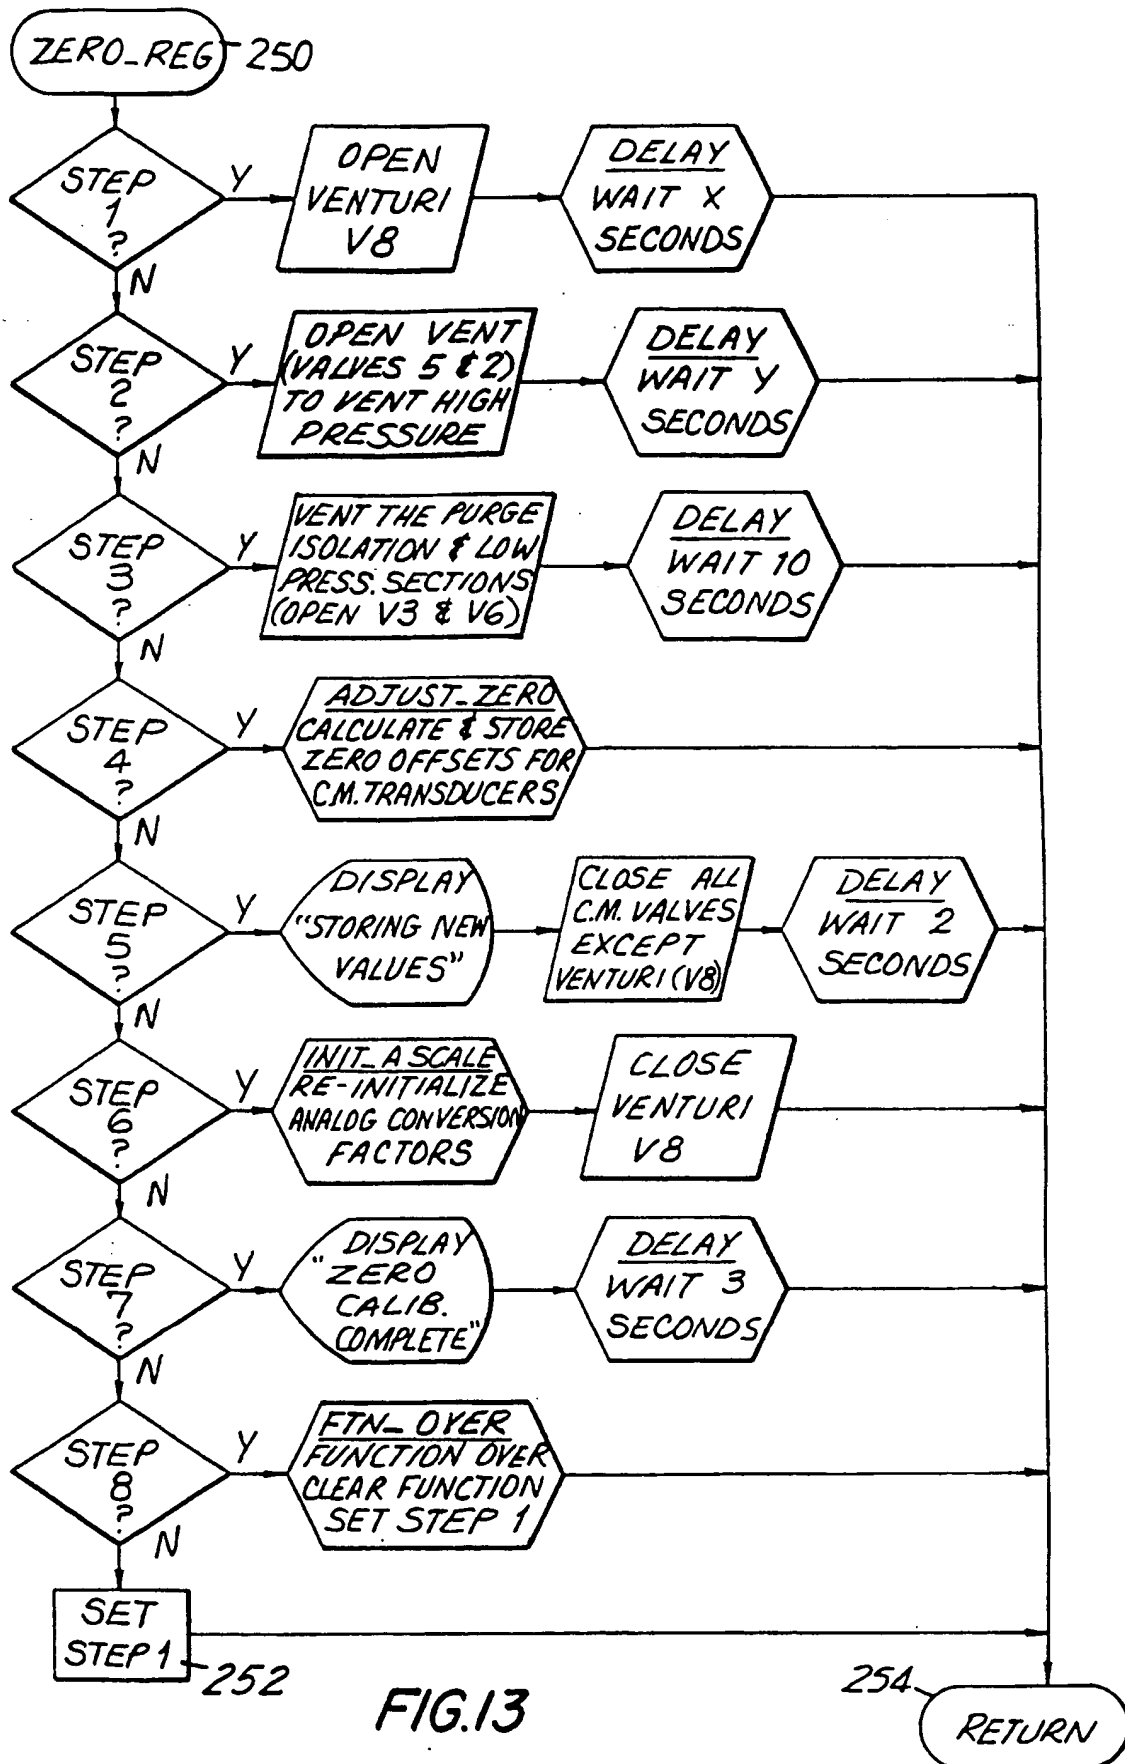 ZERO_REG 250
STEP
1
?
Y
N
OPEN
VENTURI
V8
DELAY
WAIT X
SECONDS
STEP
2
?
Y
N
OPEN VENT
(VALVES 5 & 2)
TO VENT HIGH
PRESSURE
DELAY
WAIT Y
SECONDS
STEP
3
?
Y
N
VENT THE PURGE
ISOLATION & LOW
PRESS. SECTIONS
(OPEN V3 & V6)
DELAY
WAIT 10
SECONDS
STEP
4
?
Y
N
ADJUST_ZERO
CALCULATE & STORE
ZERO OFFSETS FOR
C.M. TRANSDUCERS
STEP
5
?
Y
N
DISPLAY
"STORING NEW
VALUES"
CLOSE ALL
C.M. VALVES
EXCEPT
VENTURI (V8)
DELAY
WAIT 2
SECONDS
STEP
6
?
Y
N
INIT_A SCALE
RE-INITIALIZE
ANALOG CONVERSION
FACTORS
CLOSE
VENTURI
V8
STEP
7
?
Y
N
DISPLAY
"ZERO
CALIB.
COMPLETE"
DELAY
WAIT 3
SECONDS
STEP
8
?
Y
N
FTN_OVER
FUNCTION OVER
CLEAR FUNCTION
SET STEP 1
SET
STEP 1
252
254
RETURN
FIG.13